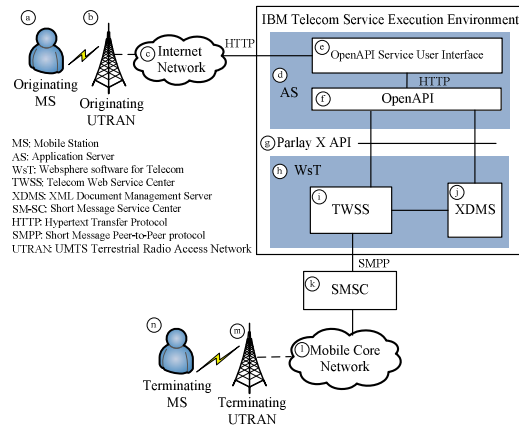 IBM Telecom Service Execution Environment
a
b
c
Internet
Network
HTTP
e
OpenAPI Service User Interface
d
AS
HTTP
f
OpenAPI
Originating
MS
Originating
UTRAN
g
Parlay X API
MS: Mobile Station
AS: Application Server
WsT: Websphere software for Telecom
TWSS: Telecom Web Service Center
XDMS: XML Document Management Server
SM-SC: Short Message Service Center
HTTP: Hypertext Transfer Protocol
SMPP: Short Message Peer-to-Peer protocol
UTRAN: UMTS Terrestrial Radio Access Network
h
WsT
i
TWSS
j
XDMS
SMPP
k
SMSC
n
m
l
Mobile Core
Network
Terminating
MS
Terminating
UTRAN